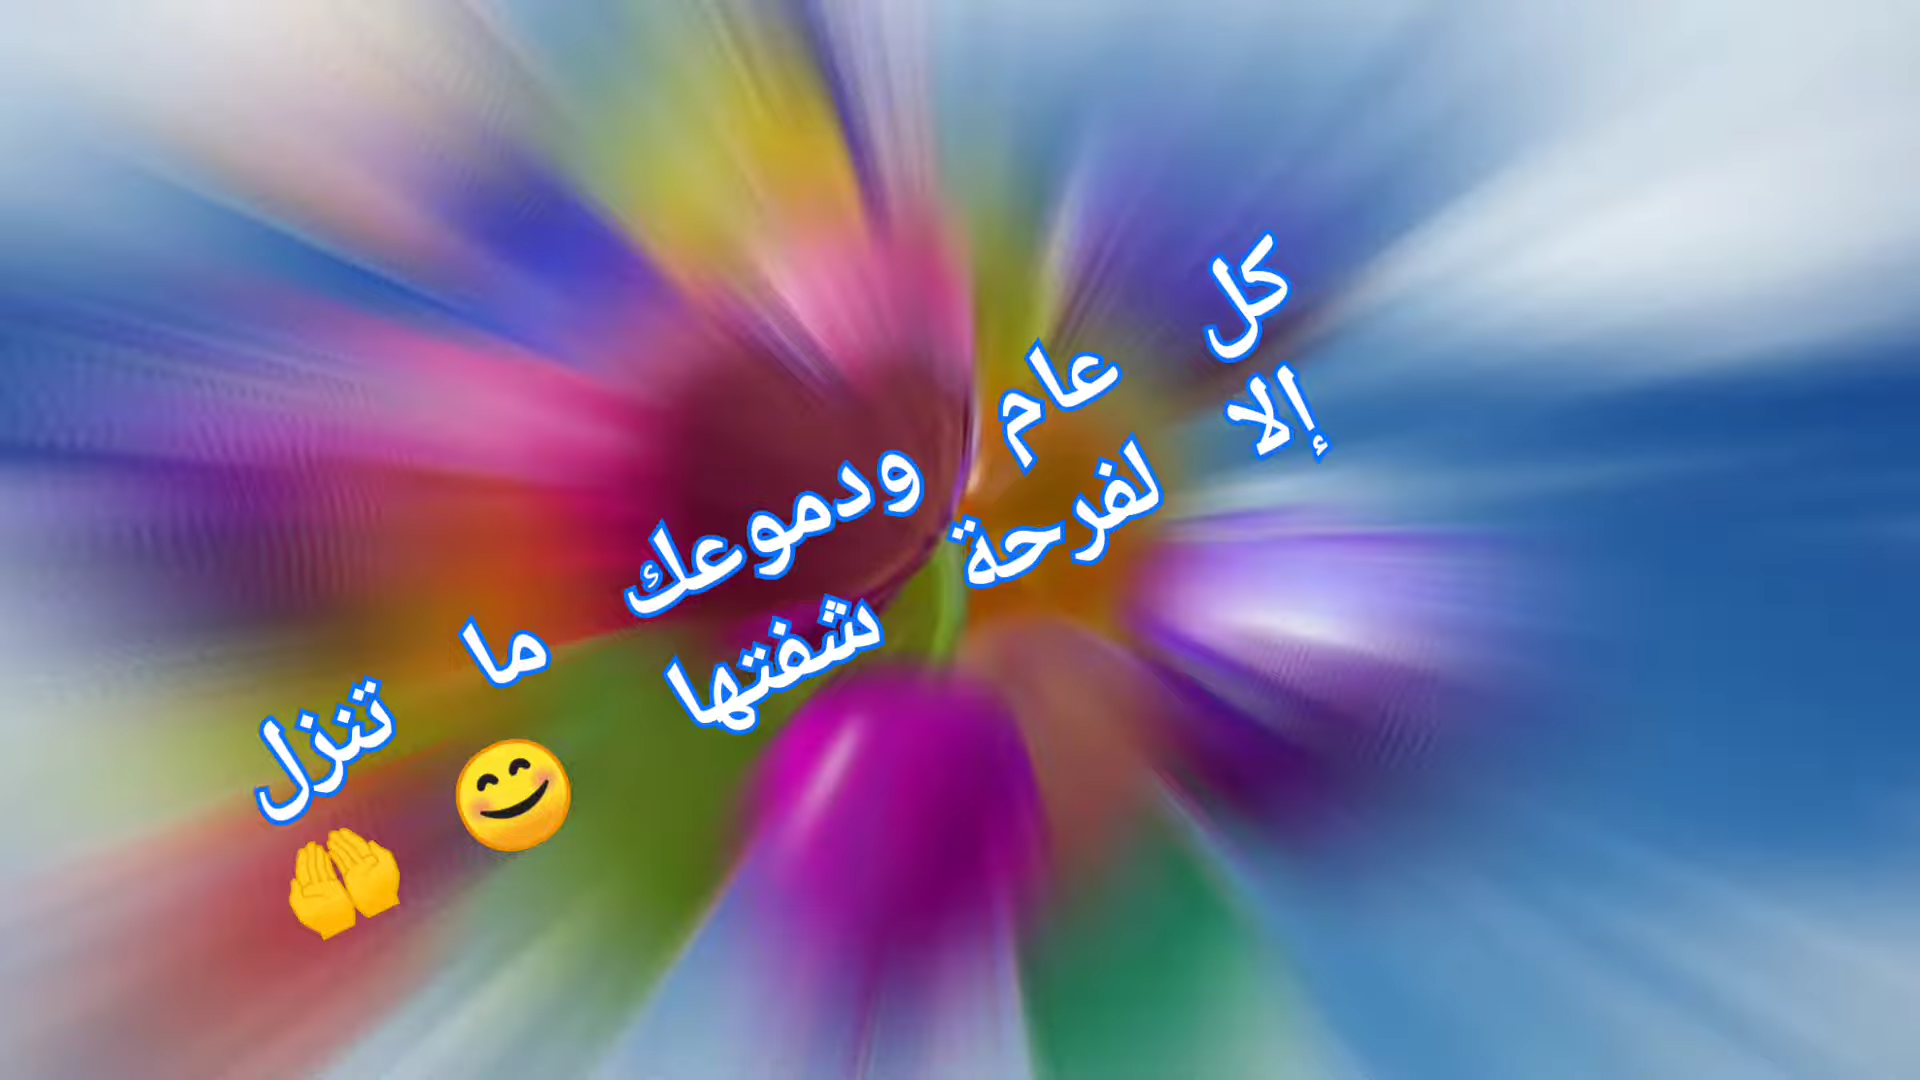 كل عام ودموعك ما تنزل
إلا لفرحة شفتها 😊 🤲